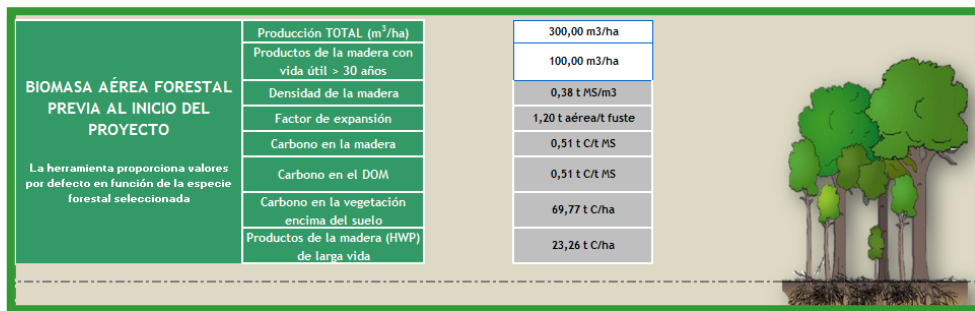 BIOMASA AÉREA FORESTAL
PREVIA AL INICIO DEL
PROYECTO
La herramienta proporciona valores
por defecto en función de la especie
forestal seleccionada
Producción TOTAL (m³/ha)
300,00 m3/ha
Productos de la madera con
vida útil > 30 años
100,00 m3/ha
Densidad de la madera
0,38 t MS/m3
Factor de expansión
1,20 t aérea/t fuste
Carbono en la madera
0,51 t C/t MS
Carbono en el DOM
0,51 t C/t MS
Carbono en la vegetación
encima del suelo
69,77 t C/ha
Productos de la madera (HWP)
de larga vida
23,26 t C/ha